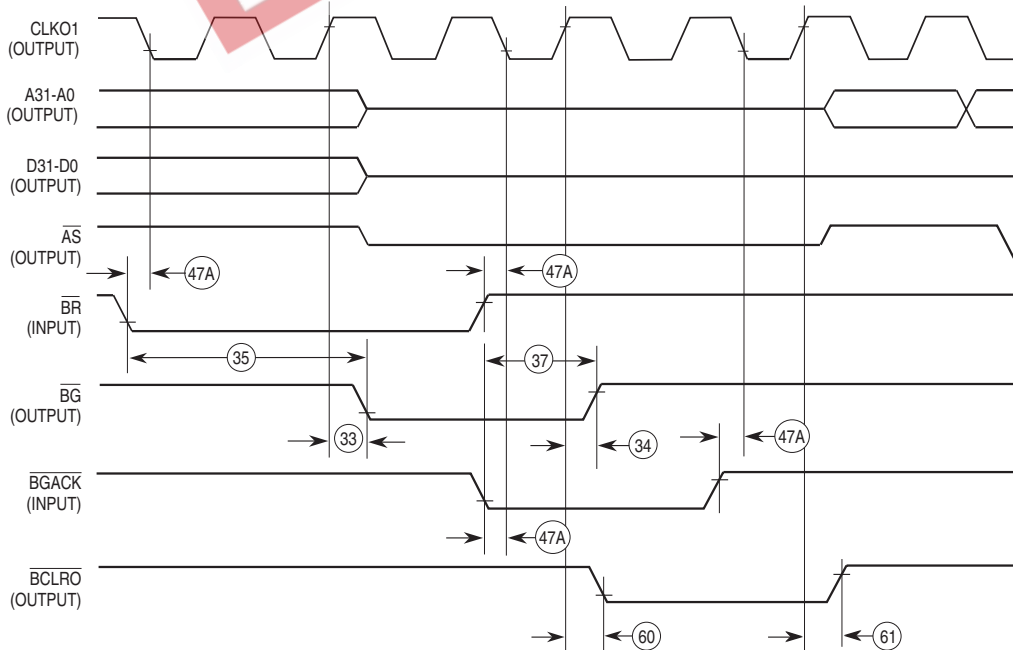 CLKO1
(OUTPUT)
A31-A0
(OUTPUT)
D31-D0
(OUTPUT)
AS
(OUTPUT)
47A
47A
BR
(INPUT)
35
37
BG
(OUTPUT)
33
34
47A
BGACK
(INPUT)
47A
BCLRO
(OUTPUT)
60
61